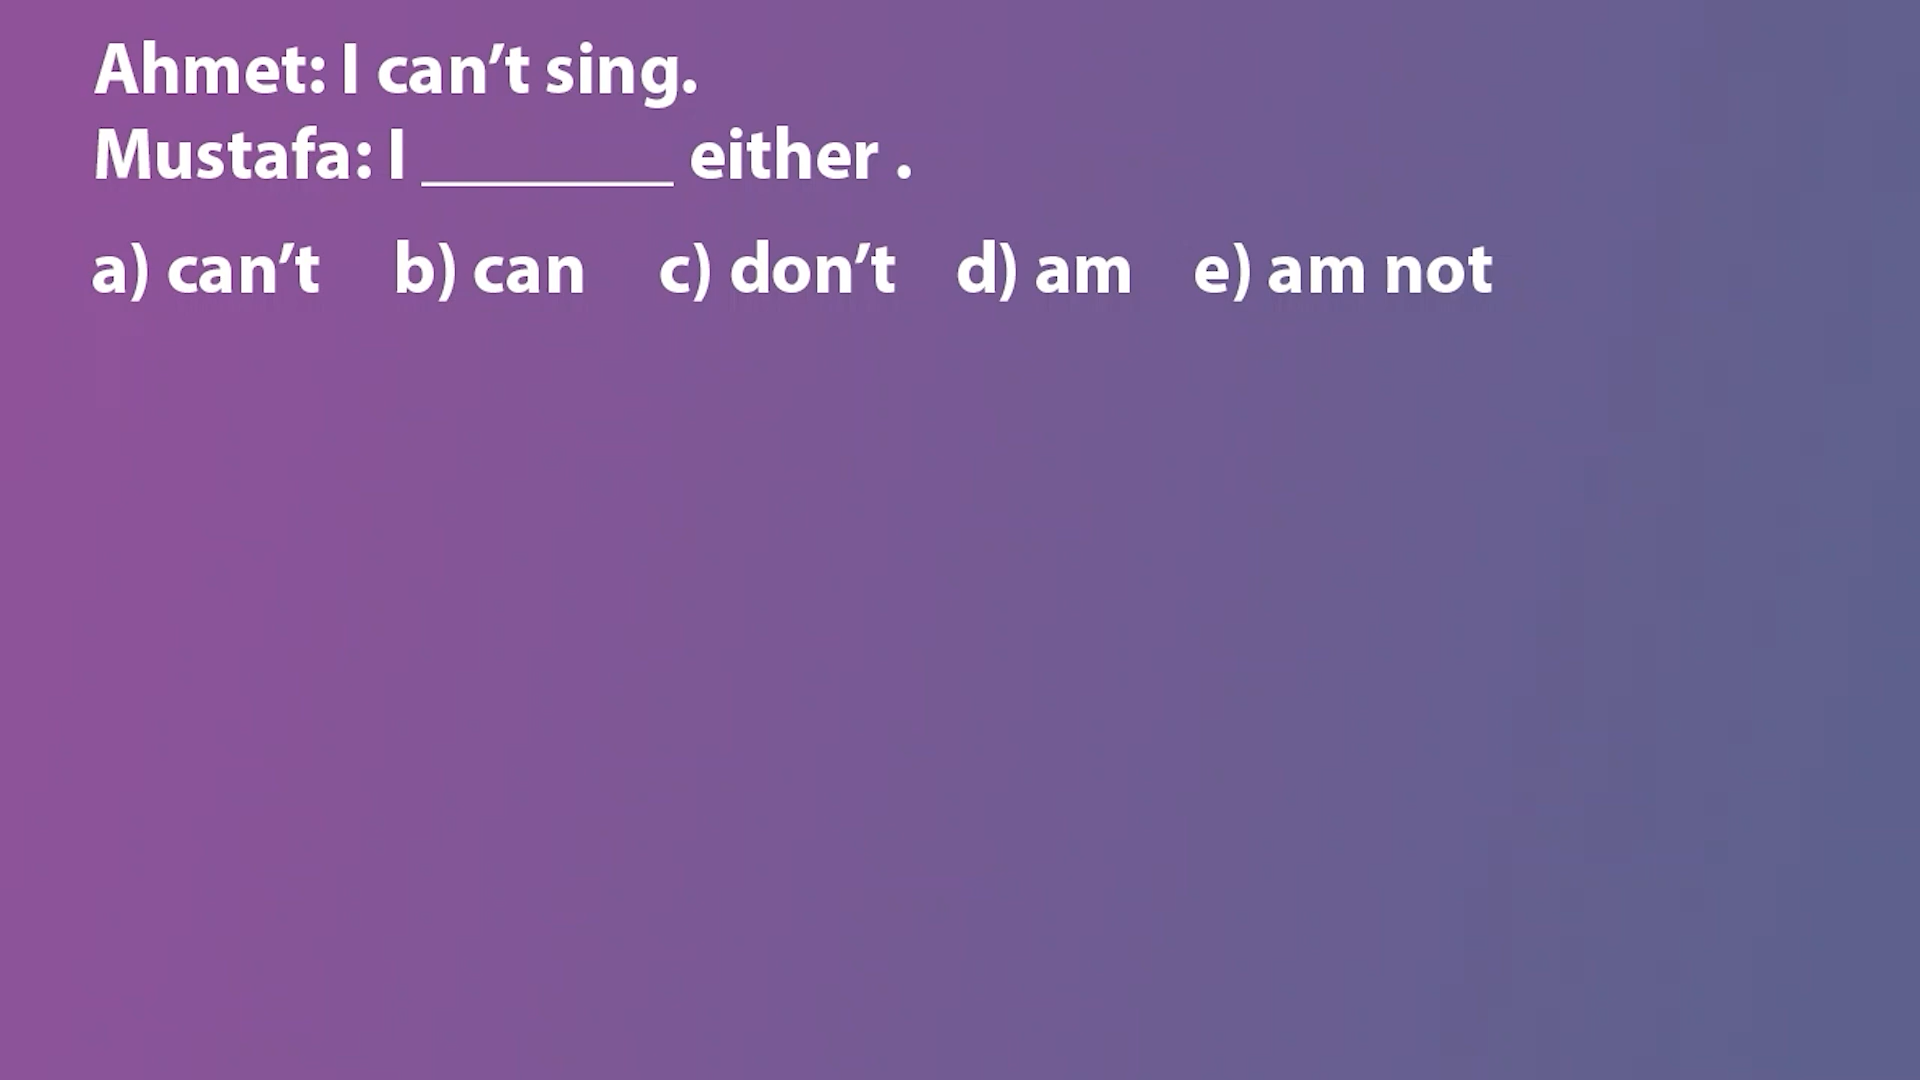 Ahmet: I can’t sing.
Mustafa: I ________ either .
a) can’t b) can c) don’t d) am e) am not